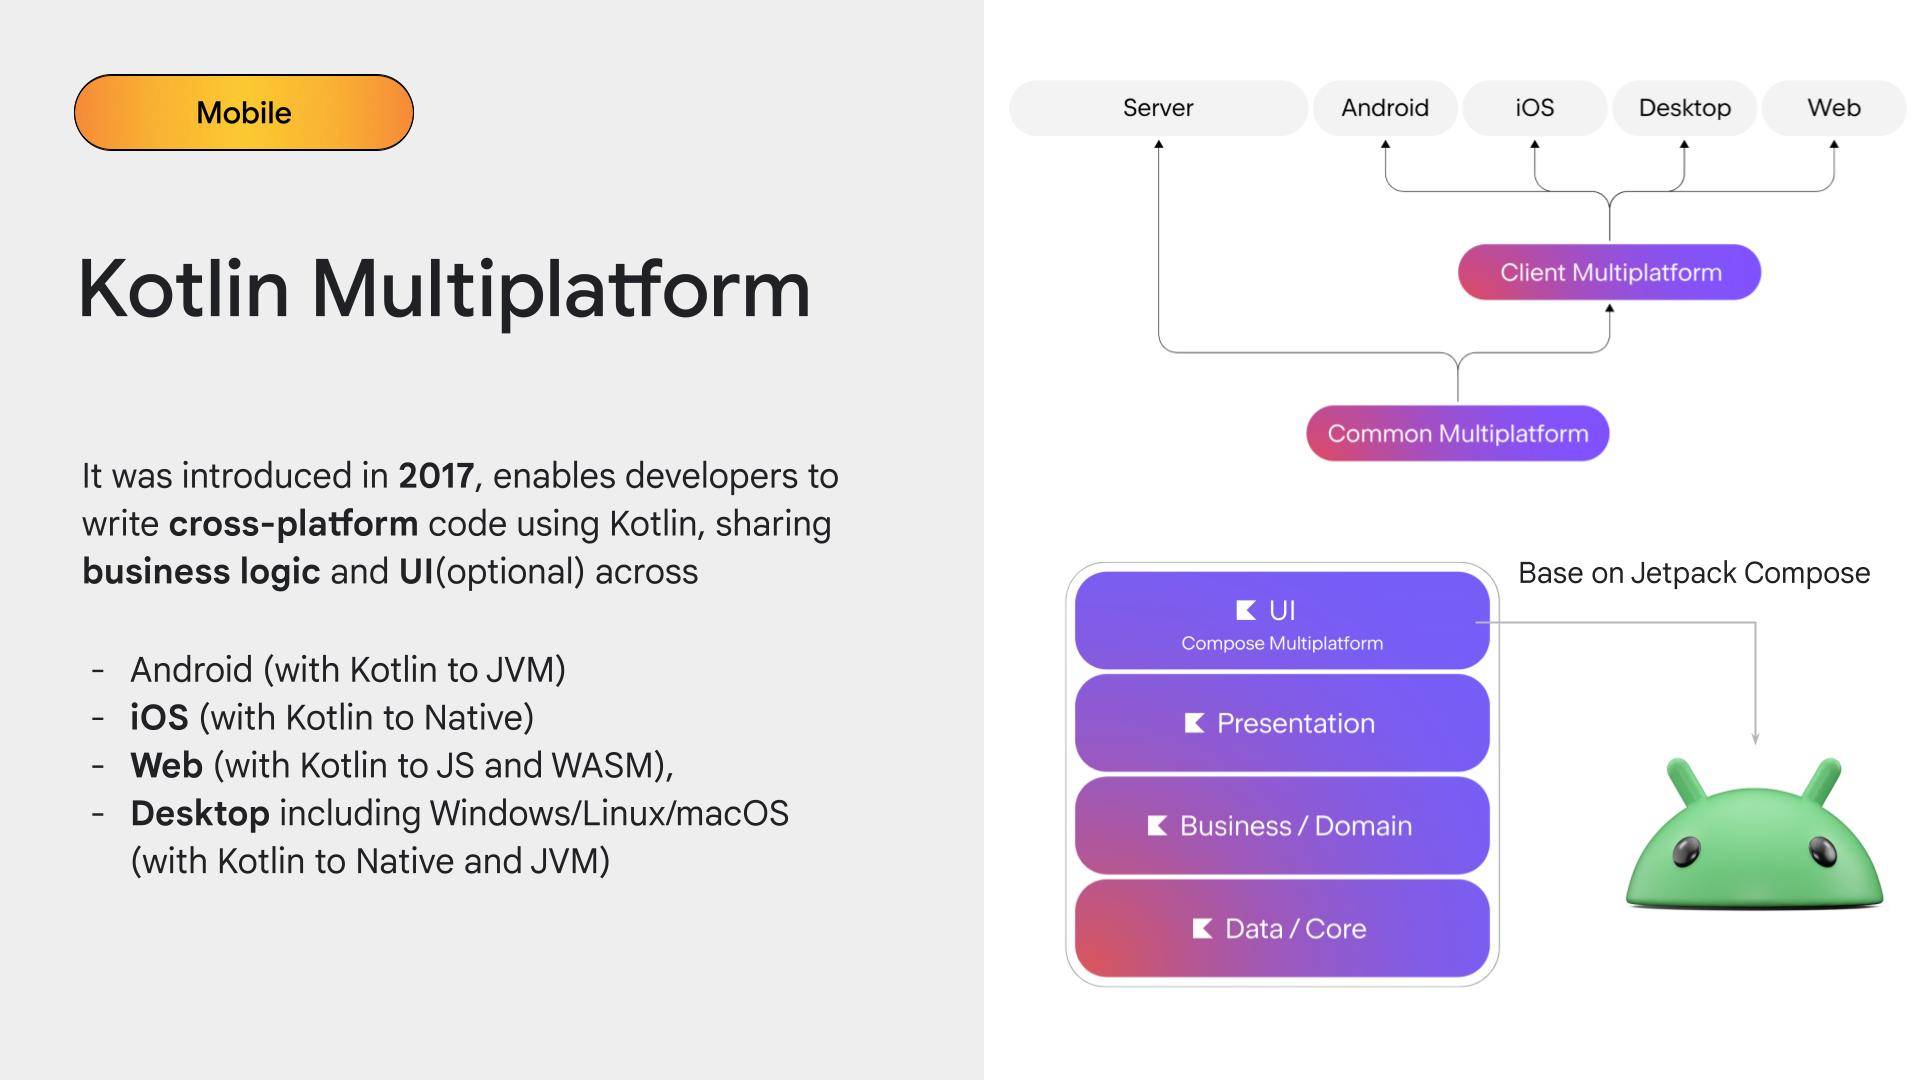 Mobile
Kotlin Multiplatform
It was introduced in 2017, enables developers to
write cross-platform code using Kotlin, sharing
business logic and UI(optional) across
- Android (with Kotlin to JVM)
- iOS (with Kotlin to Native)
- Web (with Kotlin to JS and WASM),
- Desktop including Windows/Linux/macOS
(with Kotlin to Native and JVM)
Server Android iOS Desktop Web
Client Multiplatform
Common Multiplatform
Base on Jetpack Compose
UI
Compose Multiplatform
Presentation
Business / Domain
Data / Core